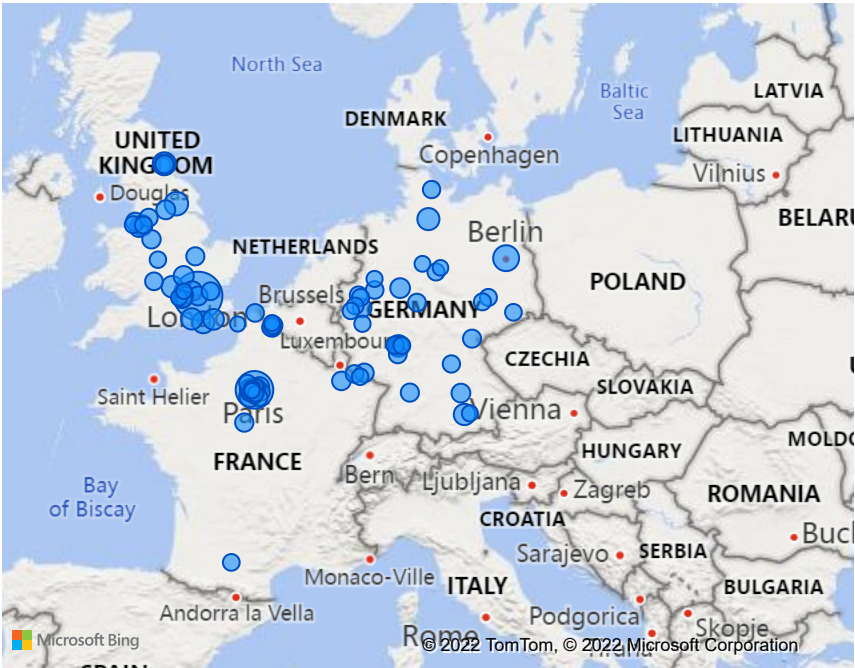 North Sea
Baltic
Sea
LATVIA
DENMARK
LITHUANIA
UNITED
KINGDOM
Copenhagen
Vilnius
Douglas
BELARU
Berlin
NETHERLANDS
POLAND
Brussels
GERMANY
London
Luxembourg
CZECHIA
Saint Helier
SLOVAKIA
Paris
Vienna
MOLDO
HUNGARY
FRANCE
Bern
Ljubljana
Zagreb
Bay
of Biscay
ROMANIA
CROATIA
Buch
Sarajevo
SERBIA
Monaco-Ville
ITALY
BULGARIA
Andorra la Vella
Podgorica
Skopje
Rome
Tirana
Microsoft Bing
© 2022 TomTom, © 2022 Microsoft Corporation
SPAIN